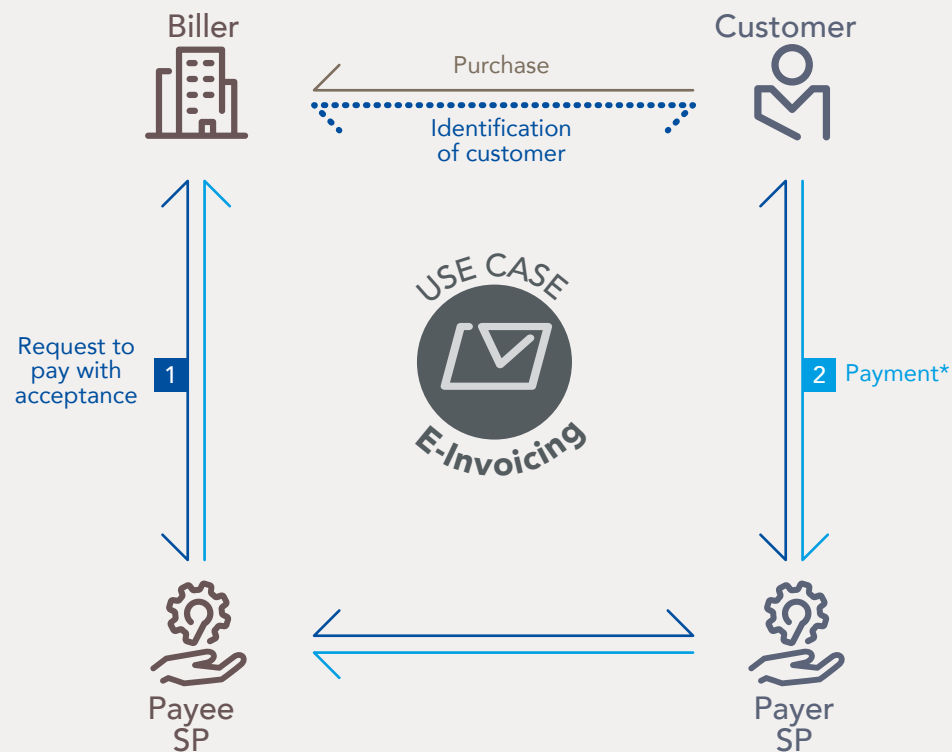 Biller
Customer
Purchase
Identification
of customer
USE CASE
E-Invoicing
Request to
pay with
acceptance
1
2
Payment*
Payee
SP
Payer
SP